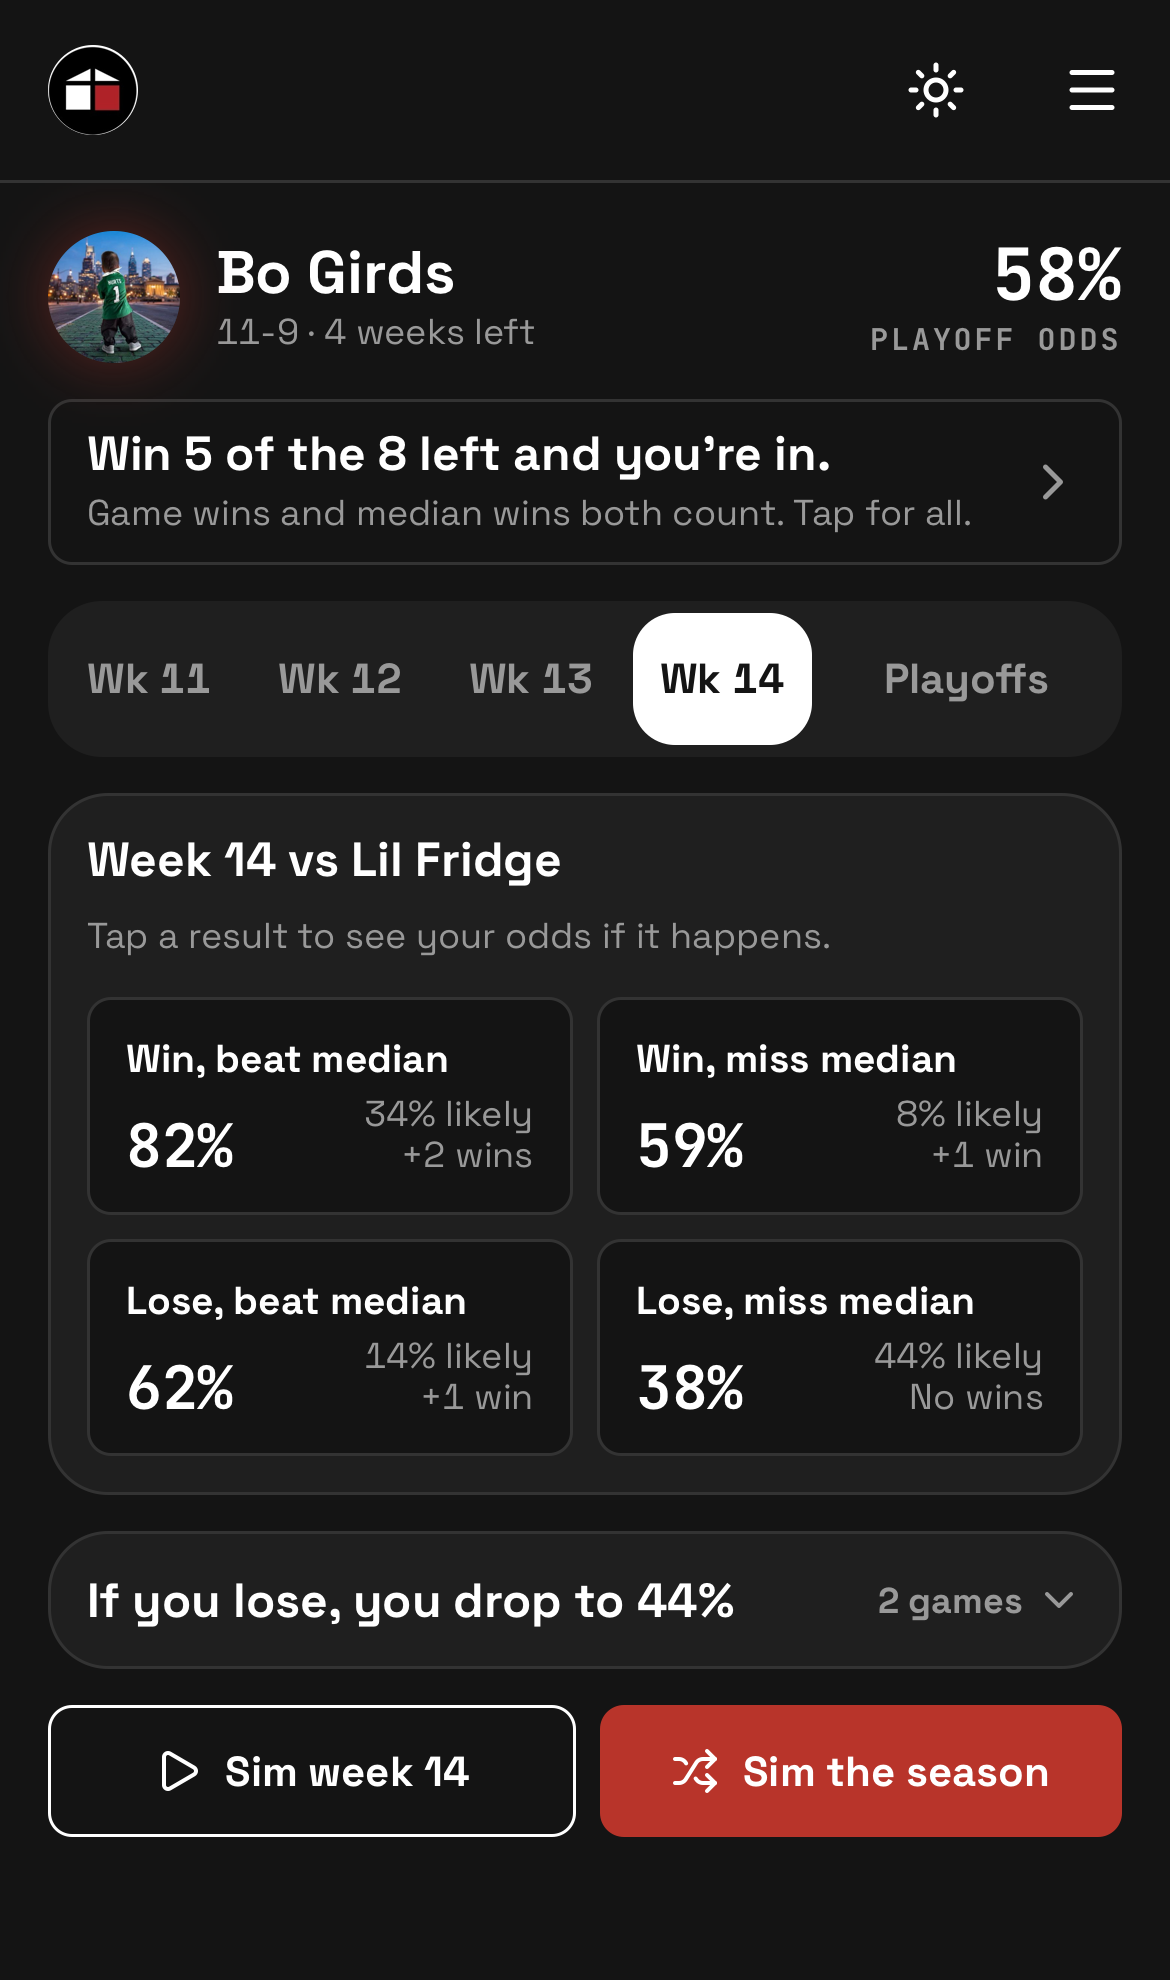 Bo Girds
11-9 · 4 weeks left
58%
PLAYOFF ODDS
Win 5 of the 8 left and you’re in.
Game wins and median wins both count. Tap for all.
Wk 11 Wk 12 Wk 13 Wk 14 Playoffs
Week 14 vs Lil Fridge
Tap a result to see your odds if it happens.
Win, beat median
82%
34% likely
+2 wins
Win, miss median
59%
8% likely
+1 win
Lose, beat median
62%
14% likely
+1 win
Lose, miss median
38%
44% likely
No wins
If you lose, you drop to 44%
2 games
Sim week 14
Sim the season